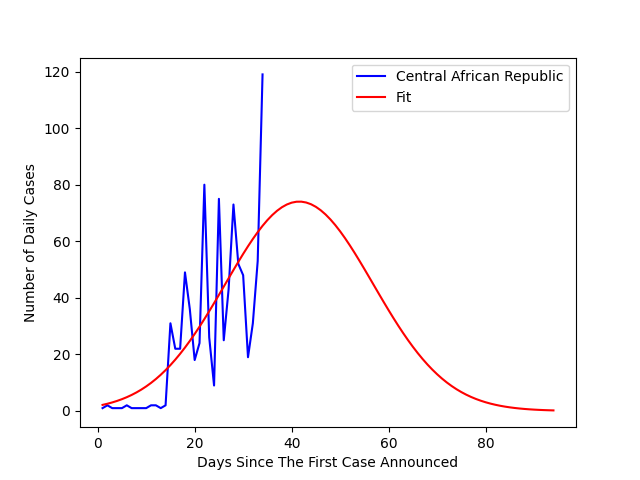 Central African Republic
Fit
Number of Daily Cases
120
100
80
60
40
20
0
0 20 40 60 80
Days Since The First Case Announced